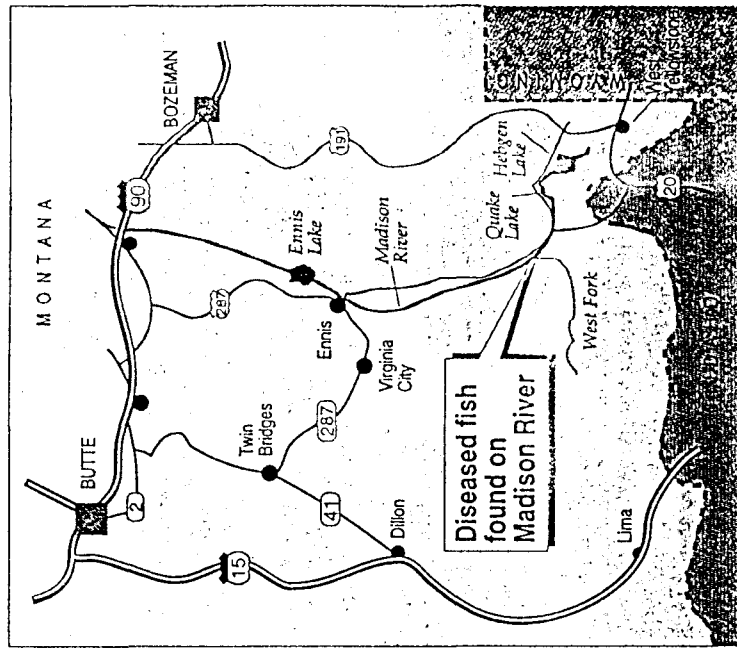 MONTANA
BUTTE
BOZEMAN
90
2
15
41
287
287
191
20
Twin
Bridges
Ennis
Lake
Ennis
Virginia
City
Madison
River
Dillon
Quake
Lake
Hebgen
Lake
West
Yellowstone
WYOMING
West Fork
Diseased fish
found on
Madison River
Lima
IDAHO